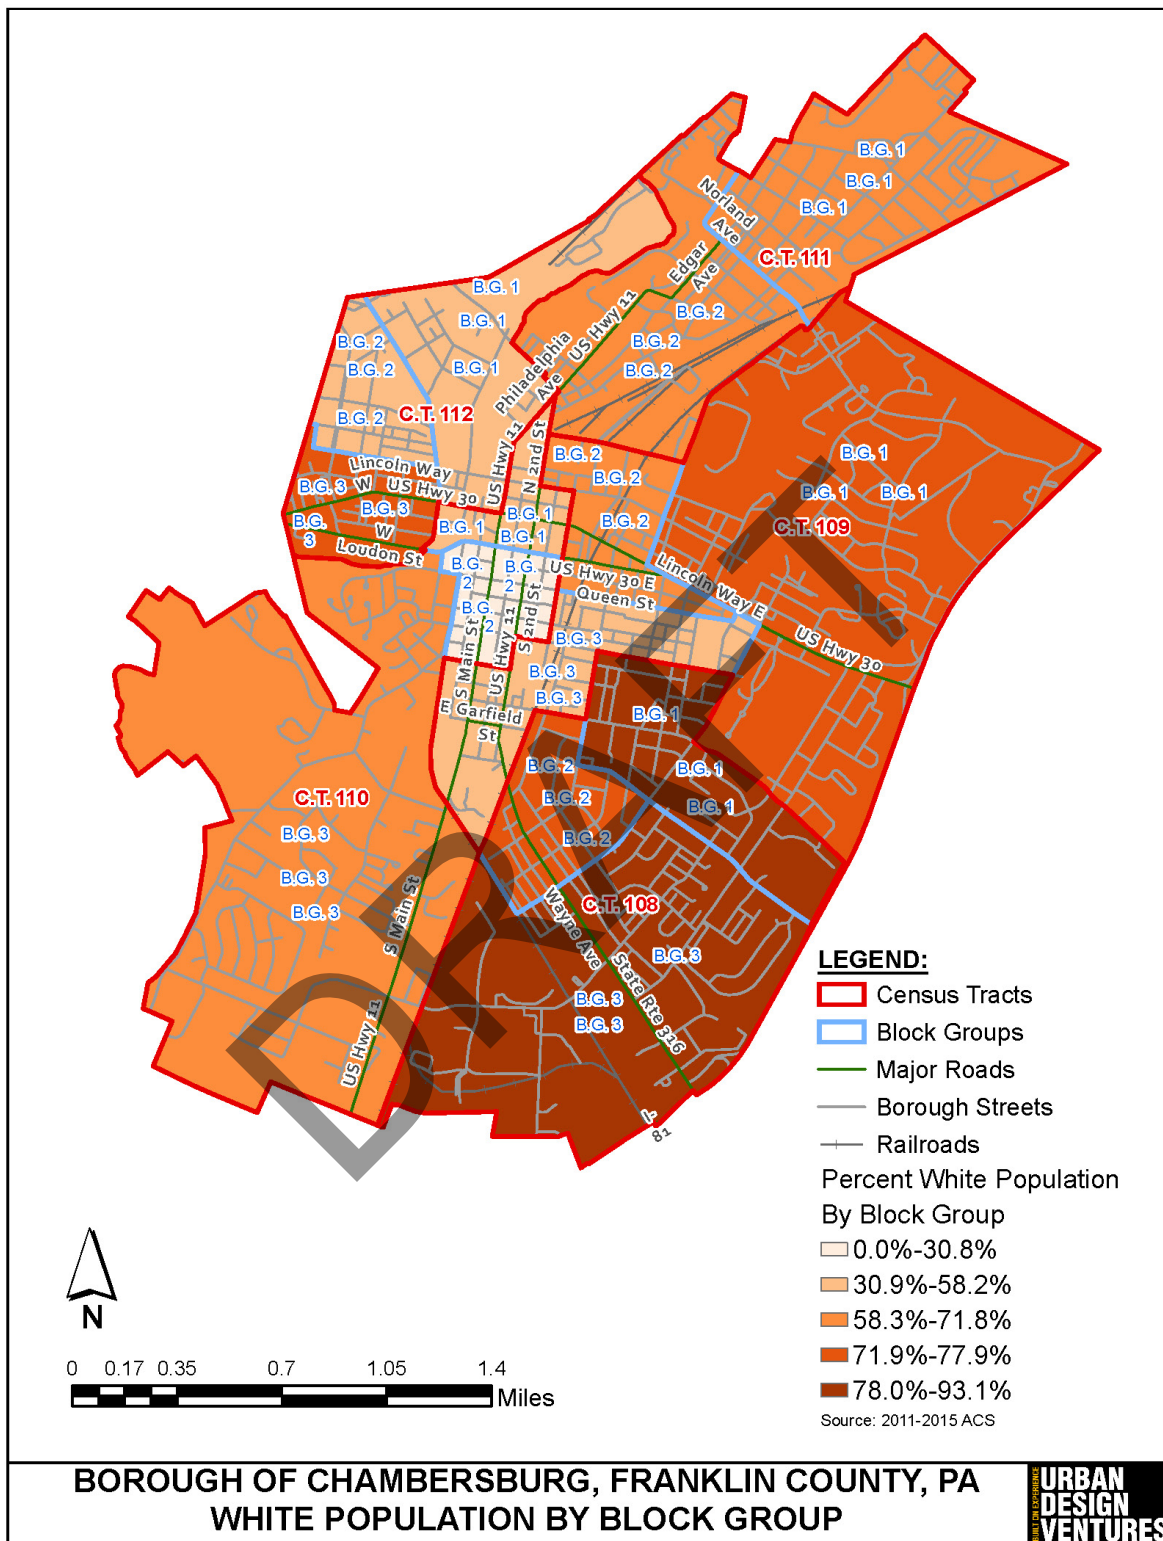 B.G. 1
B.G. 1
B.G. 1
Norland
Ave
C.T. 111
Edgar
Ave
B.G. 1
B.G. 1
B.G. 1
US Hwy 11
B.G. 2
B.G. 2
B.G. 2
B.G. 2
B.G. 2
B.G. 2
Philadelphia
Ave
C.T. 112
US Hwy 11
N 2nd St
Lincoln Way
W
US Hwy 30
B.G. 3
B.G. 3
B.G.
3
W
Loudon St
B.G. 2
B.G. 2
B.G. 2
B.G. 1
B.G. 1
B.G. 1
B.G. 1
B.G. 1
B.G. 1
C.T. 109
B.G.
2
B.G.
2
B.G.
2
US Hwy 30 E
Queen St
Lincoln Way E
US Hwy 30
S Main St
US Hwy 11
S 2nd St
B.G. 3
B.G. 3
B.G. 3
E Garfield
St
B.G. 1
B.G. 1
B.G. 1
B.G. 2
B.G. 2
B.G. 2
C.T. 110
B.G. 3
B.G. 3
B.G. 3
S Main St
US Hwy 11
C.T. 108
Wayne Ave
State Rte 316
B.G. 3
B.G. 3
B.G. 3
I-
81
DRAFT
LEGEND:
Census Tracts
Block Groups
Major Roads
Borough Streets
Railroads
Percent White Population
By Block Group
0.0%-30.8%
30.9%-58.2%
58.3%-71.8%
71.9%-77.9%
78.0%-93.1%
Source: 2011-2015 ACS
N
0 0.17 0.35 0.7 1.05 1.4
Miles
BOROUGH OF CHAMBERSBURG, FRANKLIN COUNTY, PA
WHITE POPULATION BY BLOCK GROUP
BUILT ON EXPERIENCE
URBAN
DESIGN
VENTURES